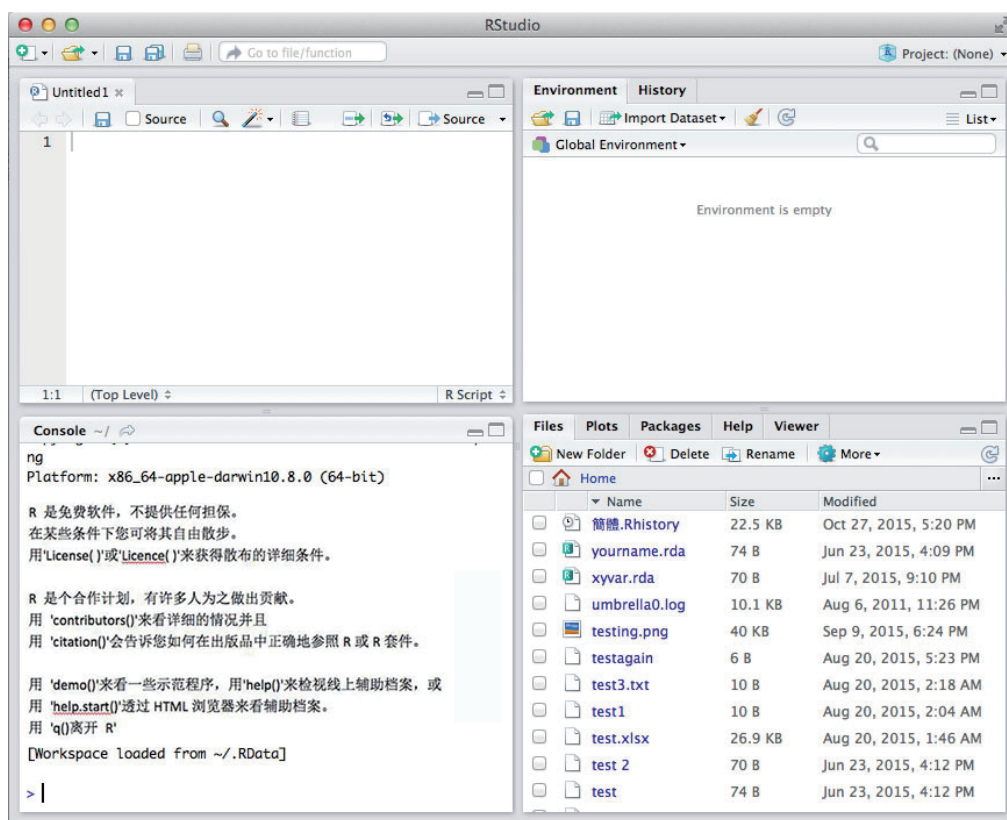 RStudio
Go to file/function
Project: (None)
Untitled1
Source
Source
1
1:1 (Top Level) R Script
Environment History
Import Dataset
List
Global Environment
Environment is empty
Console ~/
ng
Platform: x86_64-apple-darwin10.8.0 (64-bit)
R 是免费软件，不提供任何担保。
在某些条件下您可将其自由散步。
用'License( )'或'Licence( )'来获得散布的详细条件。
R 是个合作计划，有许多人为之做出贡献。
用 'contributors()'来看详细的情况并且
用 'citation()'会告诉您如何在出版品中正确地参照 R 或 R 套件。
用 'demo()'来看一些示范程序，用'help()'来检视线上辅助档案，或
用 'help.start()'透过 HTML 浏览器来看辅助档案。
用 'q()离开 R'
[Workspace loaded from ~/.RData]
>
Files Plots Packages Help Viewer
New Folder Delete Rename More
Home
Name Size Modified
簡體.Rhistory 22.5 KB Oct 27, 2015, 5:20 PM
yourname.rda 74 B Jun 23, 2015, 4:09 PM
xyvar.rda 70 B Jul 7, 2015, 9:10 PM
umbrella0.log 10.1 KB Aug 6, 2011, 11:26 PM
testing.png 40 KB Sep 9, 2015, 6:24 PM
testagain 6 B Aug 20, 2015, 5:23 PM
test3.txt 10 B Aug 20, 2015, 2:18 AM
test1 10 B Aug 20, 2015, 2:04 AM
test.xlsx 26.9 KB Aug 20, 2015, 1:46 AM
test 2 70 B Jun 23, 2015, 4:12 PM
test 74 B Jun 23, 2015, 4:12 PM